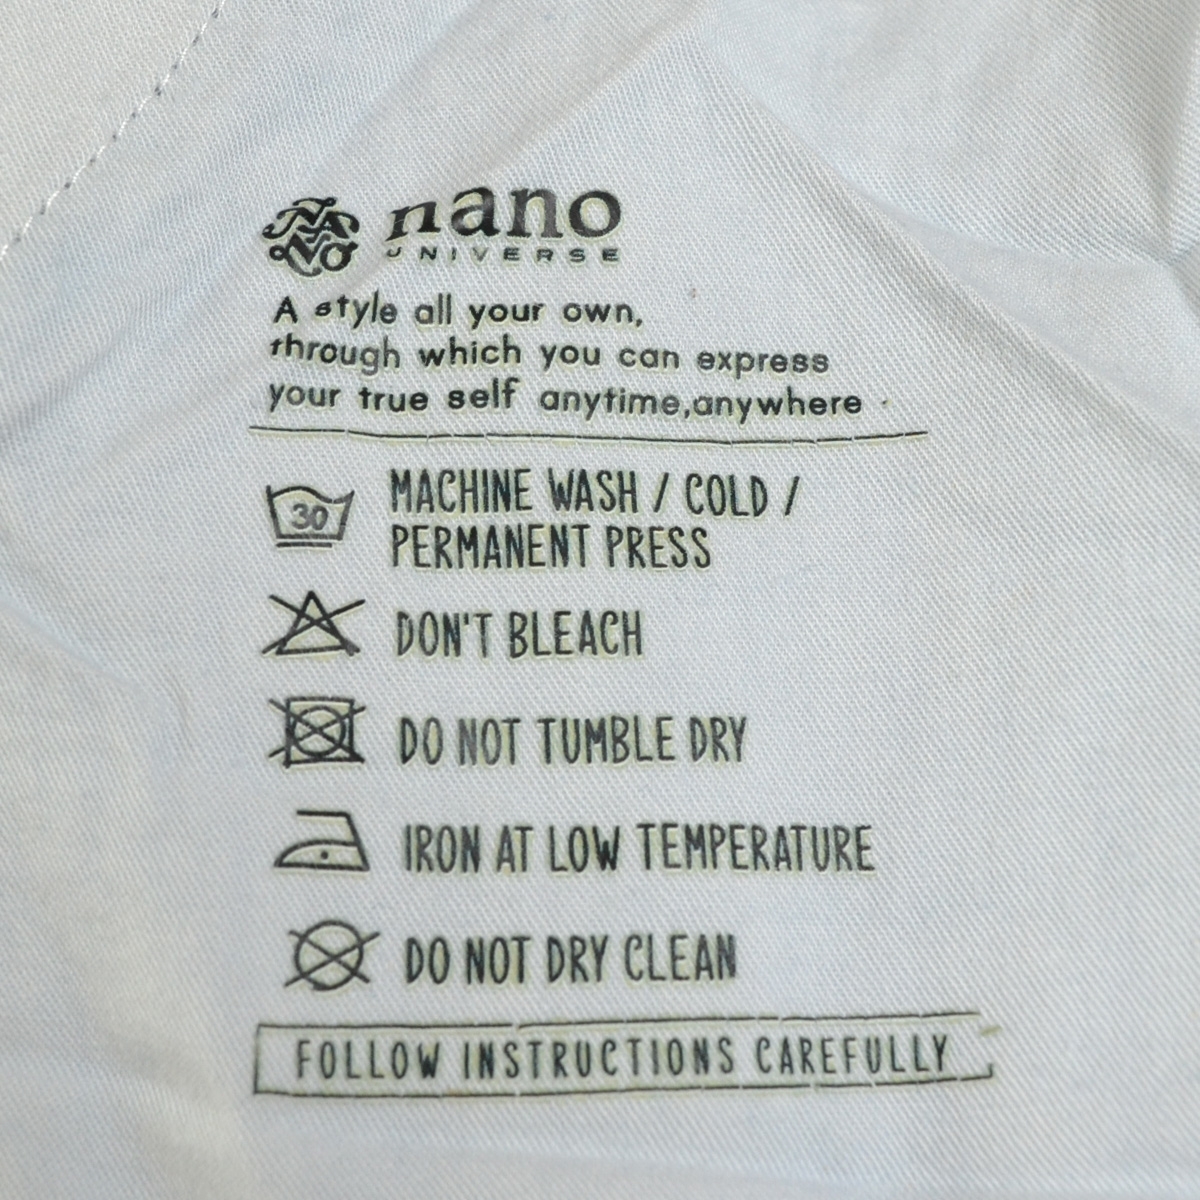 NANO
nano
UNIVERSE
A style all your own,
through which you can express
your true self anytime,anywhere
30
MACHINE WASH / COLD /
PERMANENT PRESS
DON'T BLEACH
DO NOT TUMBLE DRY
IRON AT LOW TEMPERATURE
DO NOT DRY CLEAN
FOLLOW INSTRUCTIONS CAREFULLY